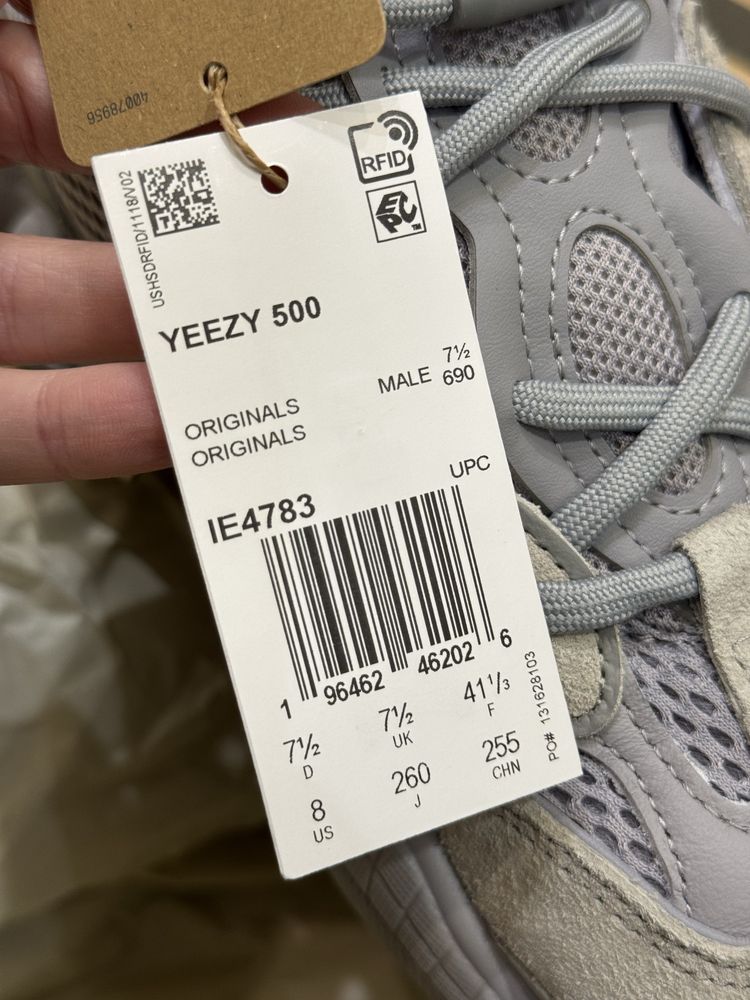 40078956
USHSDRFID/1118/V02
RFID
EPC™
YEEZY 500
MALE 7½
690
ORIGINALS
ORIGINALS
UPC
IE4783
1 96462 46202 6
7½ 7½ 41⅓
D UK F
8 260 255
US J CHN
PO# 131628103